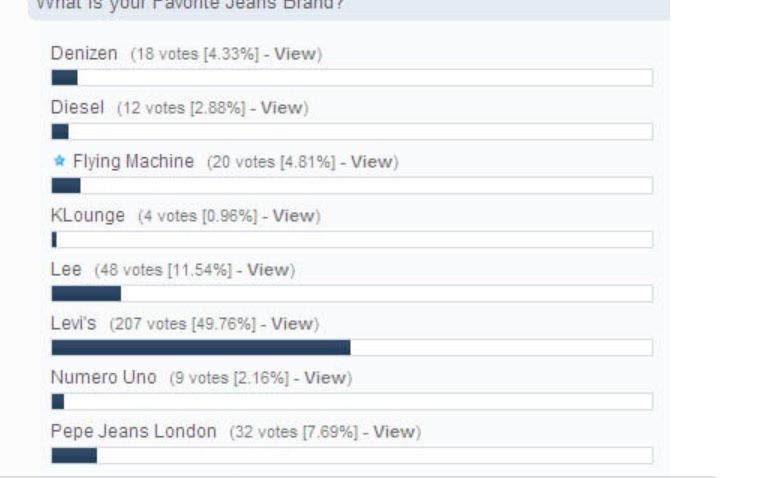 What is your Favorite Jeans Brand?
Denizen (18 votes [4.33%] - View)
Diesel (12 votes [2.88%] - View)
Flying Machine (20 votes [4.81%] - View)
KLounge (4 votes [0.96%] - View)
Lee (48 votes [11.54%] - View)
Levi's (207 votes [49.76%] - View)
Numero Uno (9 votes [2.16%] - View)
Pepe Jeans London (32 votes [7.69%] - View)